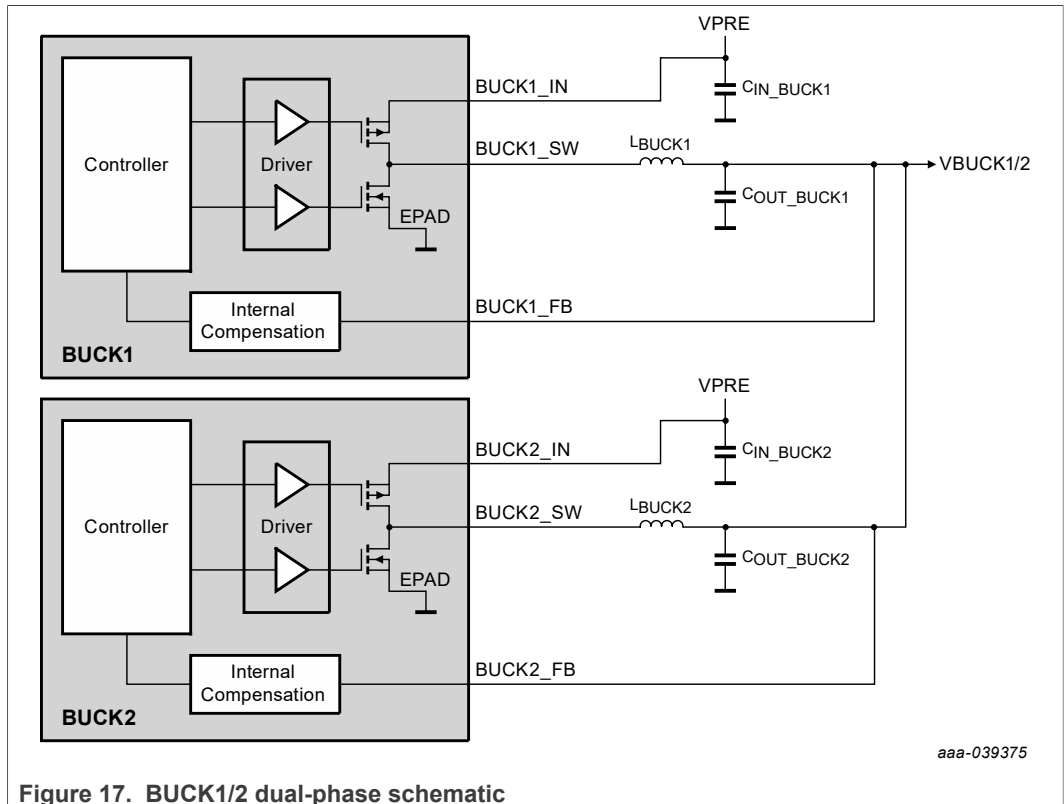 VPRE
BUCK1_IN
CIN_BUCK1
BUCK1_SW
LBUCK1
VBUCK1/2
Controller
Driver
COUT_BUCK1
EPAD
Internal
Compensation
BUCK1_FB
BUCK1
VPRE
BUCK2_IN
CIN_BUCK2
BUCK2_SW
LBUCK2
Controller
Driver
COUT_BUCK2
EPAD
Internal
Compensation
BUCK2_FB
BUCK2
aaa-039375
Figure 17. BUCK1/2 dual-phase schematic